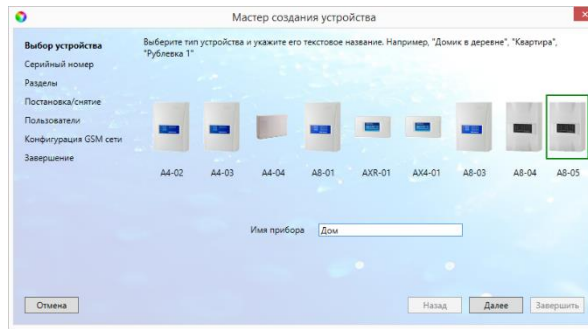 Мастер создания устройства
Выбор устройства
Серийный номер
Разделы
Постановка/снятие
Пользователи
Конфигурация GSM сети
Завершение
Выберите тип устройства и укажите его текстовое название. Например, "Домик в деревне", "Квартира",
"Рублевка 1"
A4-02 A4-03 A4-04 A8-01 AXR-01 AX4-01 A8-03 A8-04 A8-05
Имя прибора Дом
Отмена Назад Далее Завершить